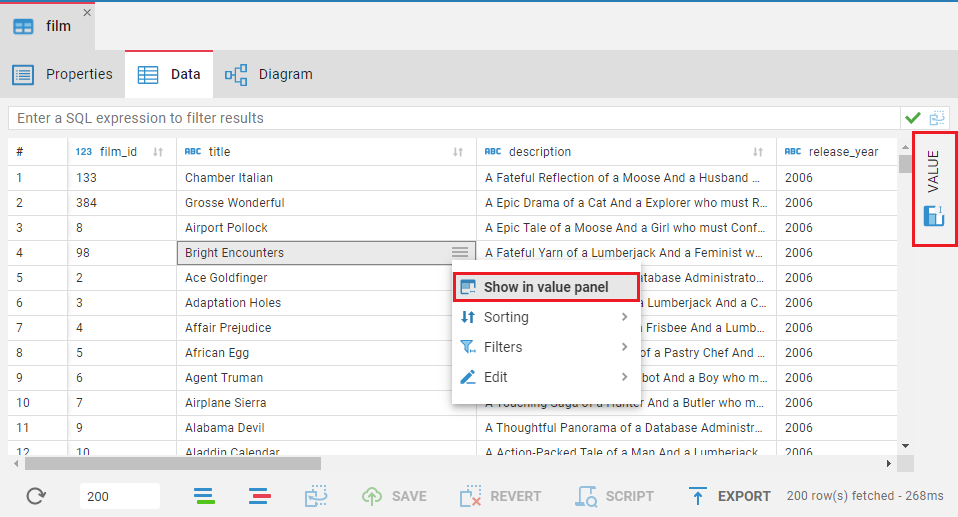 film
Properties Data Diagram
Enter a SQL expression to filter results
# 123 film_id ABC title ABC description ABC release_year
1 133 Chamber Italian A Fateful Reflection of a Moose And a Husband ... 2006
2 384 Grosse Wonderful A Epic Drama of a Cat And a Explorer who must R... 2006
3 8 Airport Pollock A Epic Tale of a Moose And a Girl who must Conf... 2006
4 98 Bright Encounters A Fateful Yarn of a Lumberjack And a Feminist w... 2006
5 2 Ace Goldfinger atabase Administrato... 2006
6 3 Adaptation Holes a Lumberjack And a C... 2006
7 4 Affair Prejudice Frisbee And a Lumb... 2006
8 5 African Egg of a Pastry Chef And ... 2006
9 6 Agent Truman bot And a Boy who m... 2006
10 7 Airplane Sierra A Touching Saga of a Hunter And a Butler who m... 2006
11 9 Alabama Devil A Thoughtful Panorama of a Database Administr... 2006
12 10 Aladdin Calendar A Action-Packed Tale of a Man And a Lumberjack 2006
Show in value panel
Sorting
Filters
Edit
VALUE
200 SAVE REVERT SCRIPT EXPORT 200 row(s) fetched - 268ms